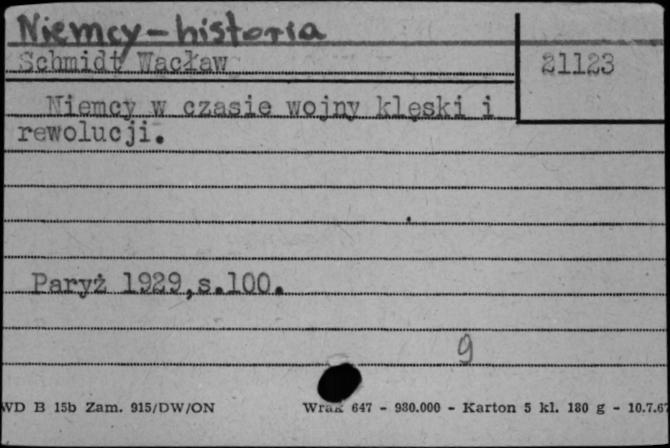 Niemcy-historia
Schmidt Wacław
21123
Niemcy w czasie wojny klęski i
rewolucji.
Paryż 1929,s.100.
9
WD B 15b Zam. 915/DW/ON Wrak 647 - 980.000 - Karton 5 kl. 180 g - 10.7.67